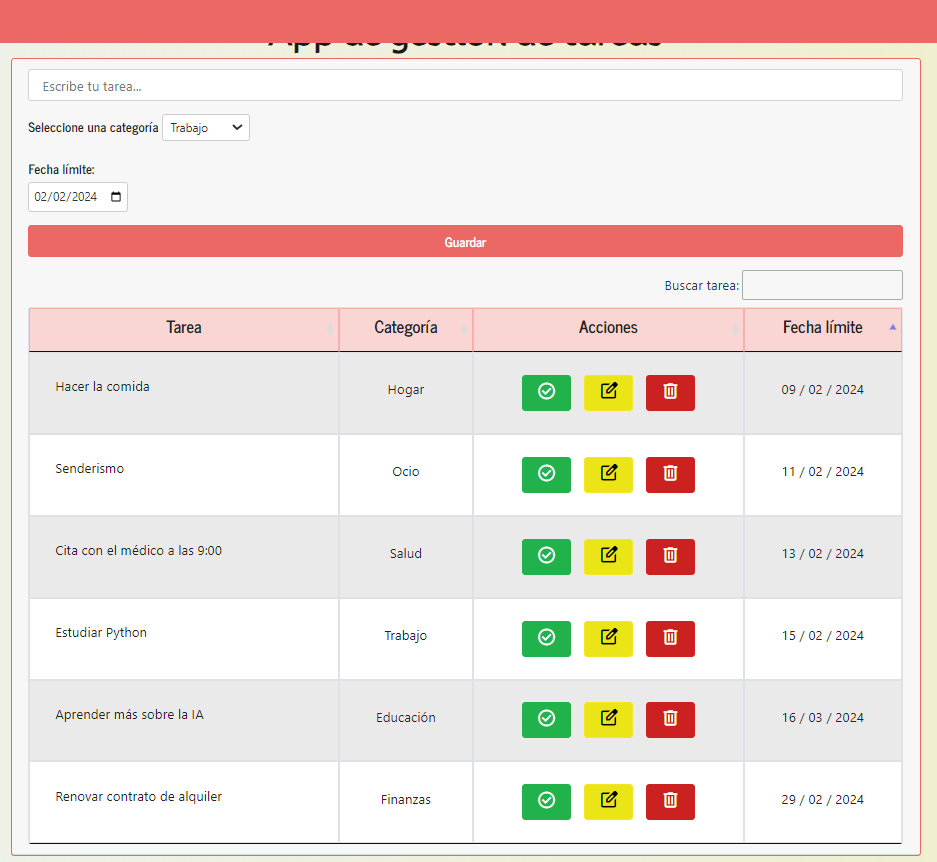 App de gestión de tareas
Escribe tu tarea...
Seleccione una categoría Trabajo
Fecha límite:
02/02/2024
Guardar
Buscar tarea:
Tarea Categoría Acciones Fecha límite
Hacer la comida Hogar 09 / 02 / 2024
Senderismo Ocio 11 / 02 / 2024
Cita con el médico a las 9:00 Salud 13 / 02 / 2024
Estudiar Python Trabajo 15 / 02 / 2024
Aprender más sobre la IA Educación 16 / 03 / 2024
Renovar contrato de alquiler Finanzas 29 / 02 / 2024